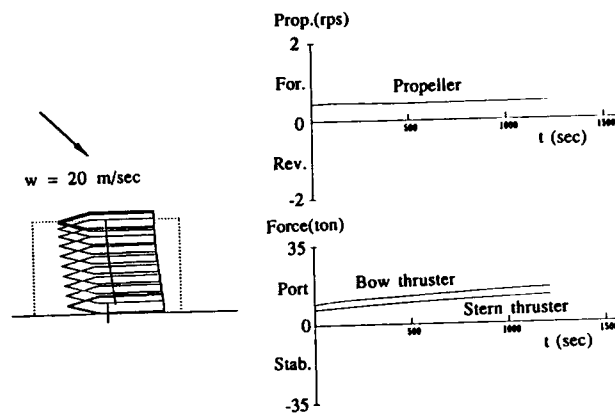 Prop.(rps)
2
For.
Propeller
0
500
1000
1500
t (sec)
Rev.
-2
w = 20 m/sec
Force(ton)
35
Port
Bow thruster
Stern thruster
0
500
1000
1500
t (sec)
Stab.
-35